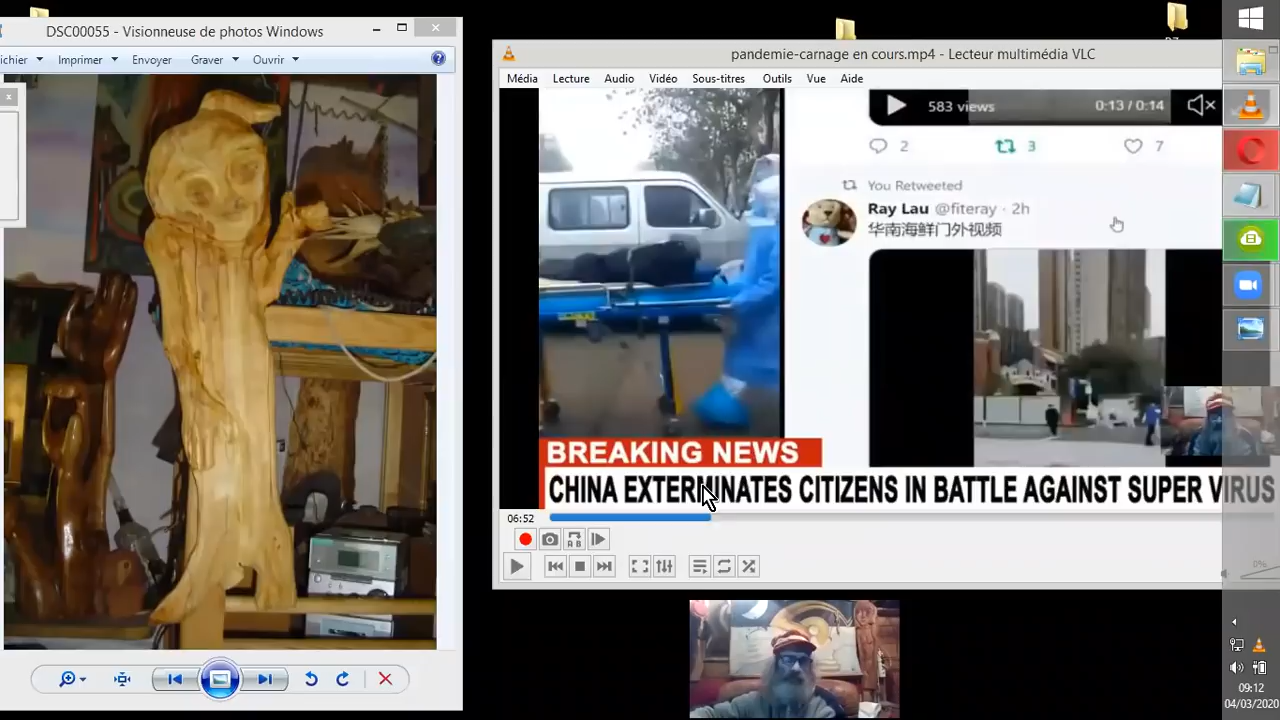 DSC00055 - Visionneuse de photos Windows
ichier
Imprimer
Envoyer
Graver
Ouvrir
pandemie-carnage en cours.mp4 - Lecteur multimédia VLC
Média Lecture Audio Vidéo Sous-titres Outils Vue Aide
583 views
0:13 / 0:14
2
3
7
You Retweeted
Ray Lau @fiteray · 2h
华南海鲜门外视频
BREAKING NEWS
CHINA EXTERMINATES CITIZENS IN BATTLE AGAINST SUPER VIRUS
06:52
0%
09:12
04/03/2020